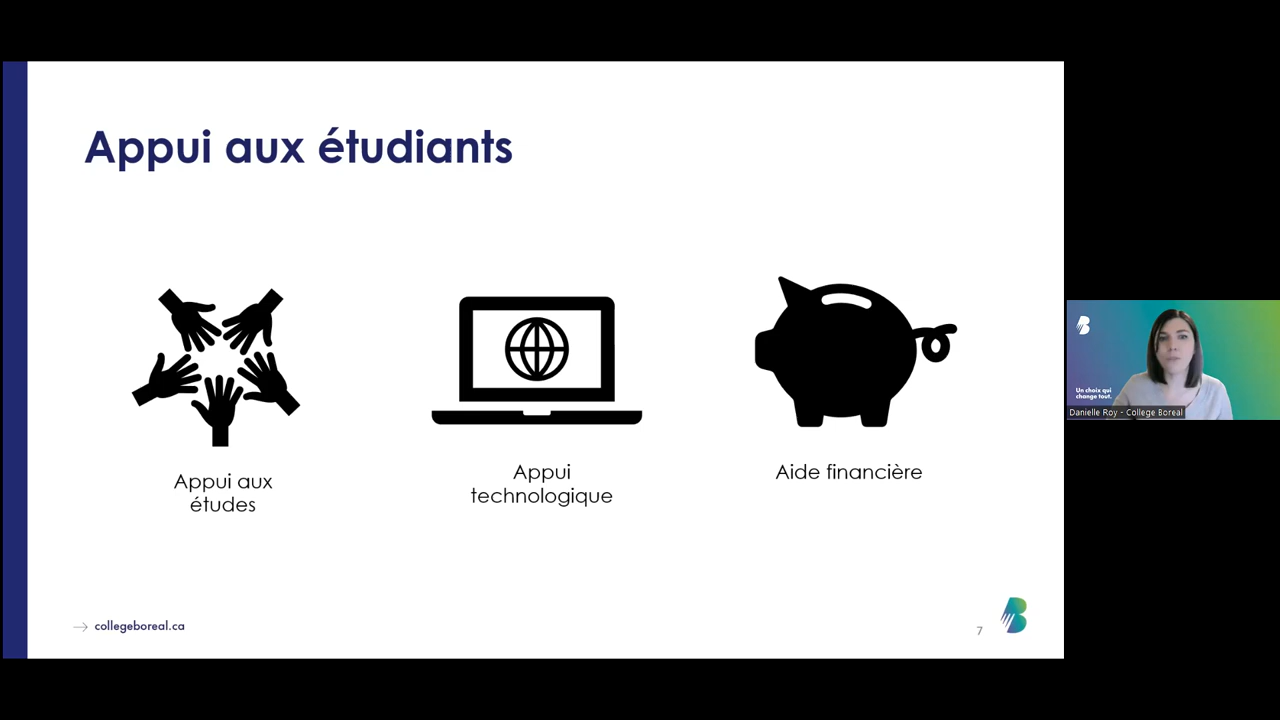 Appui aux étudiants
Appui aux
études
Appui
technologique
Aide financière
collegeboreal.ca
7
Un choix qui
change tout.
Danielle Roy - College Boreal